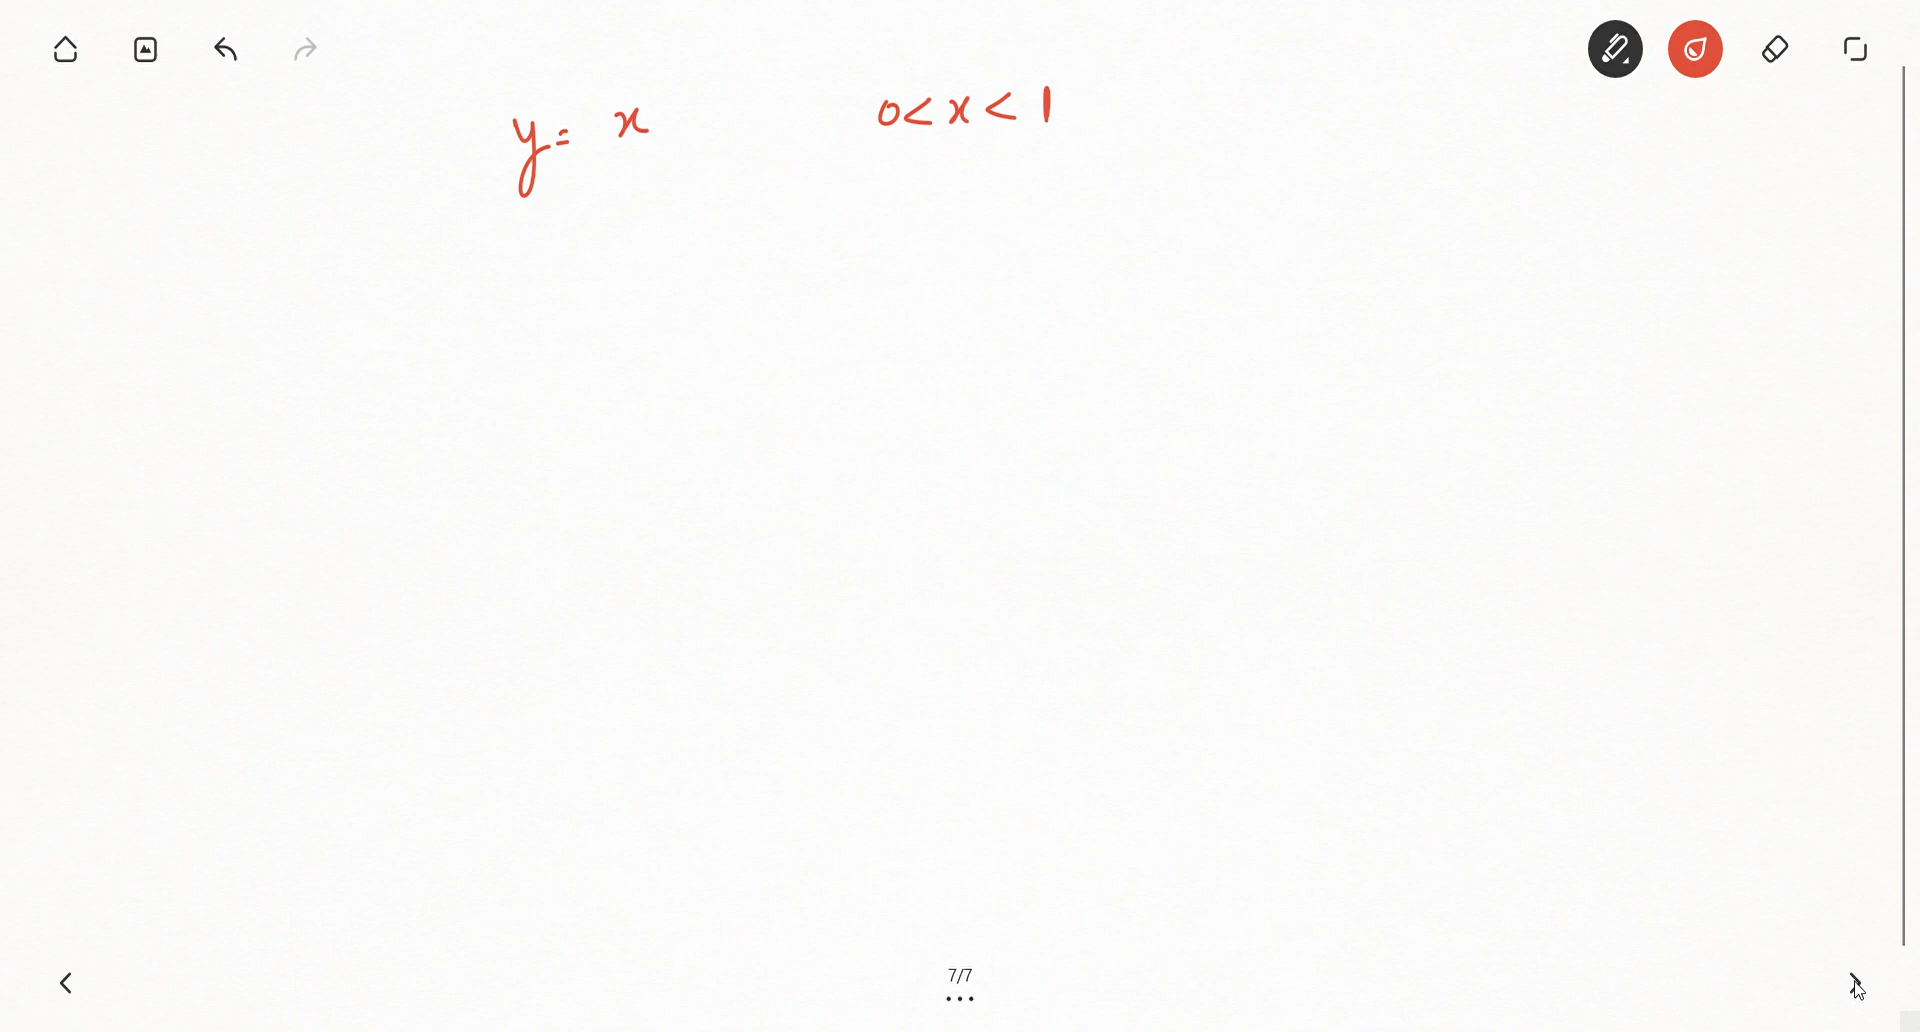 y = x 0 < x < 1
7/7